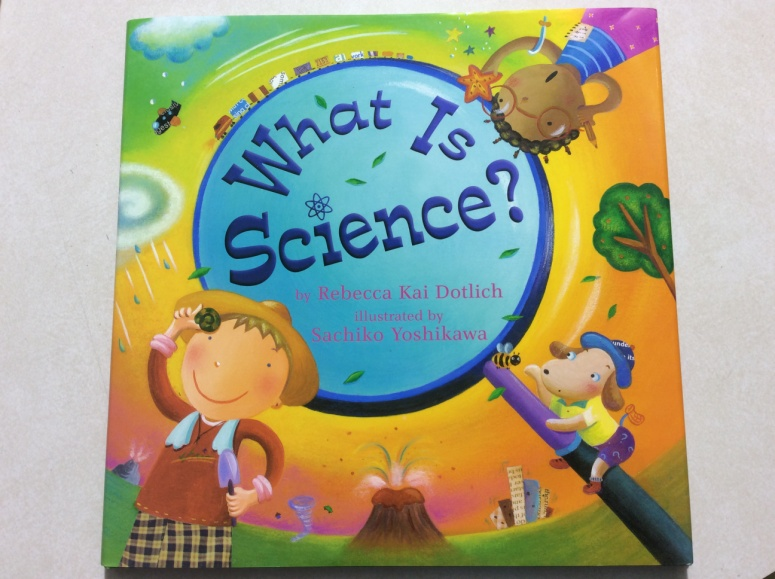 What Is
Science?
by Rebecca Kai Dotlich
illustrated by
Sachiko Yoshikawa